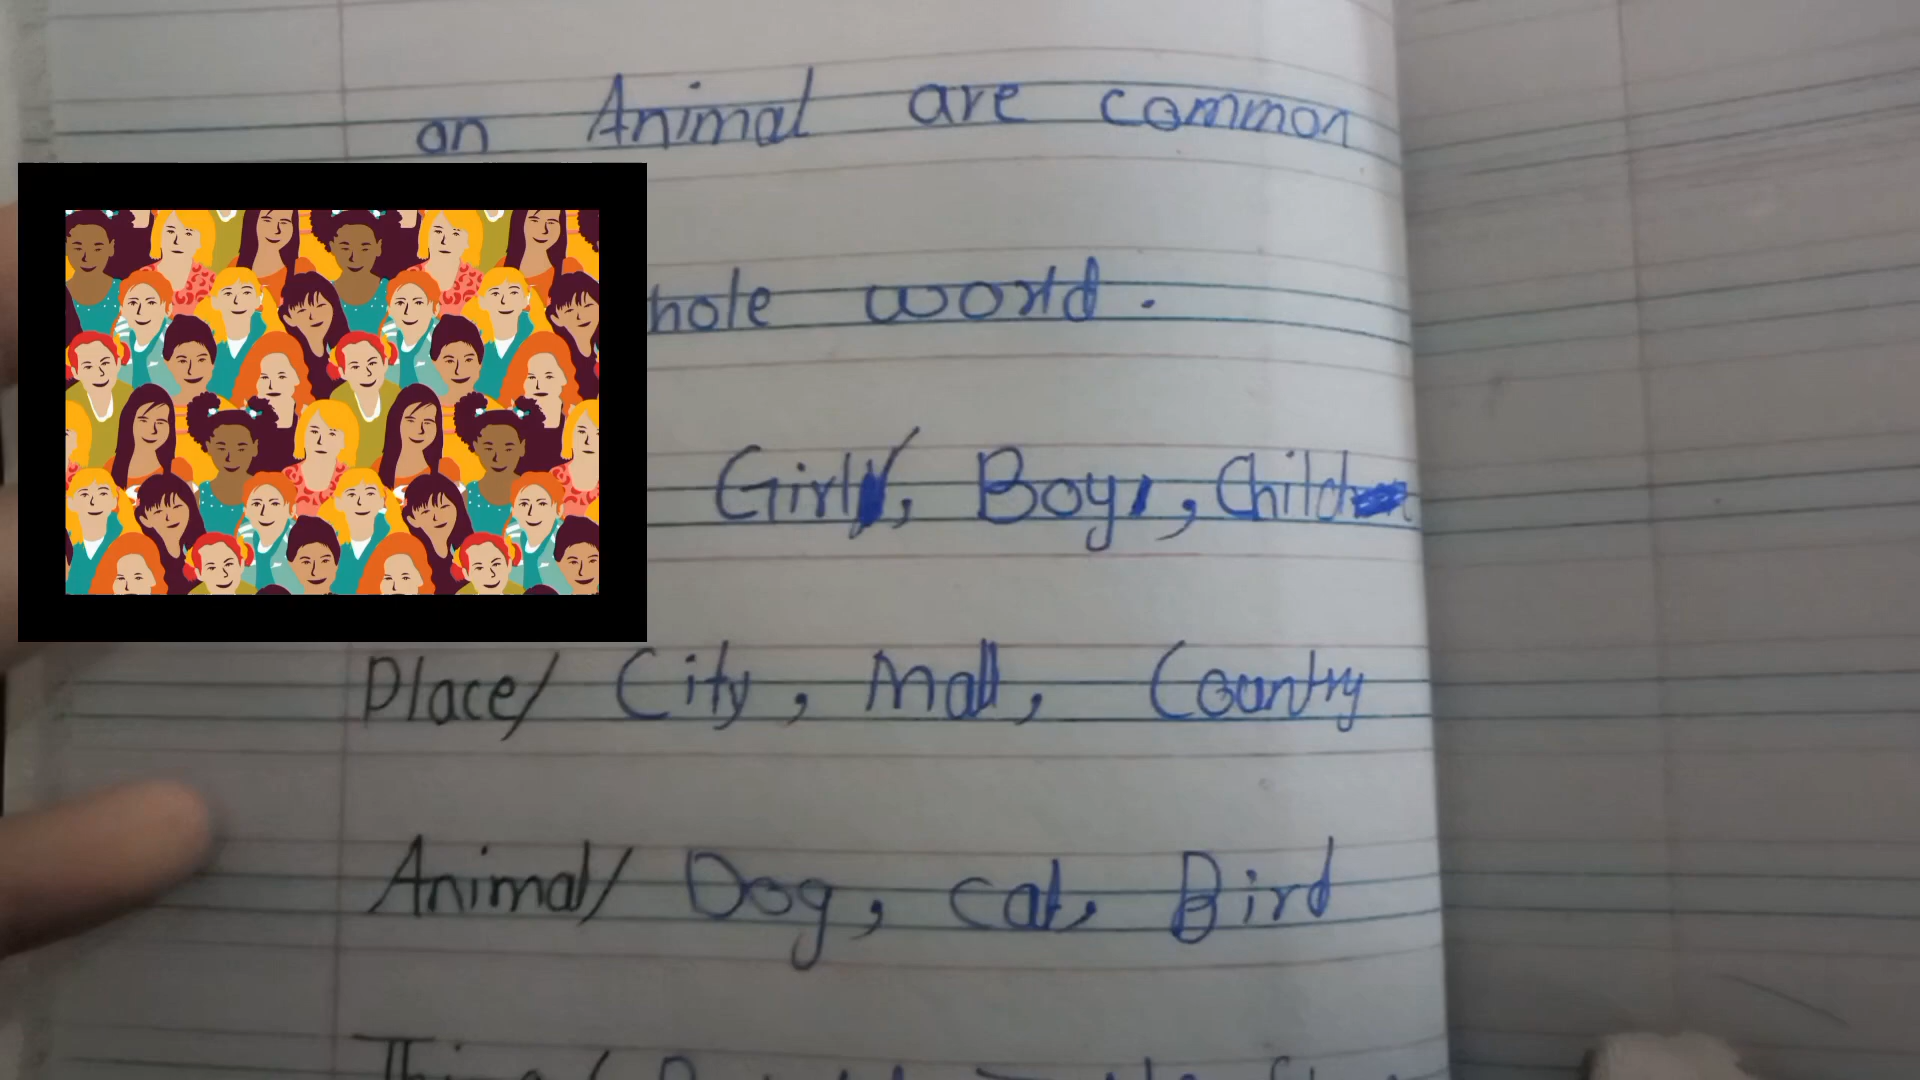 an Animal are common
hole world.
Girl, Boy, Child
Place/ City, Mall, Country
Animal/ Dog, cat, Bird